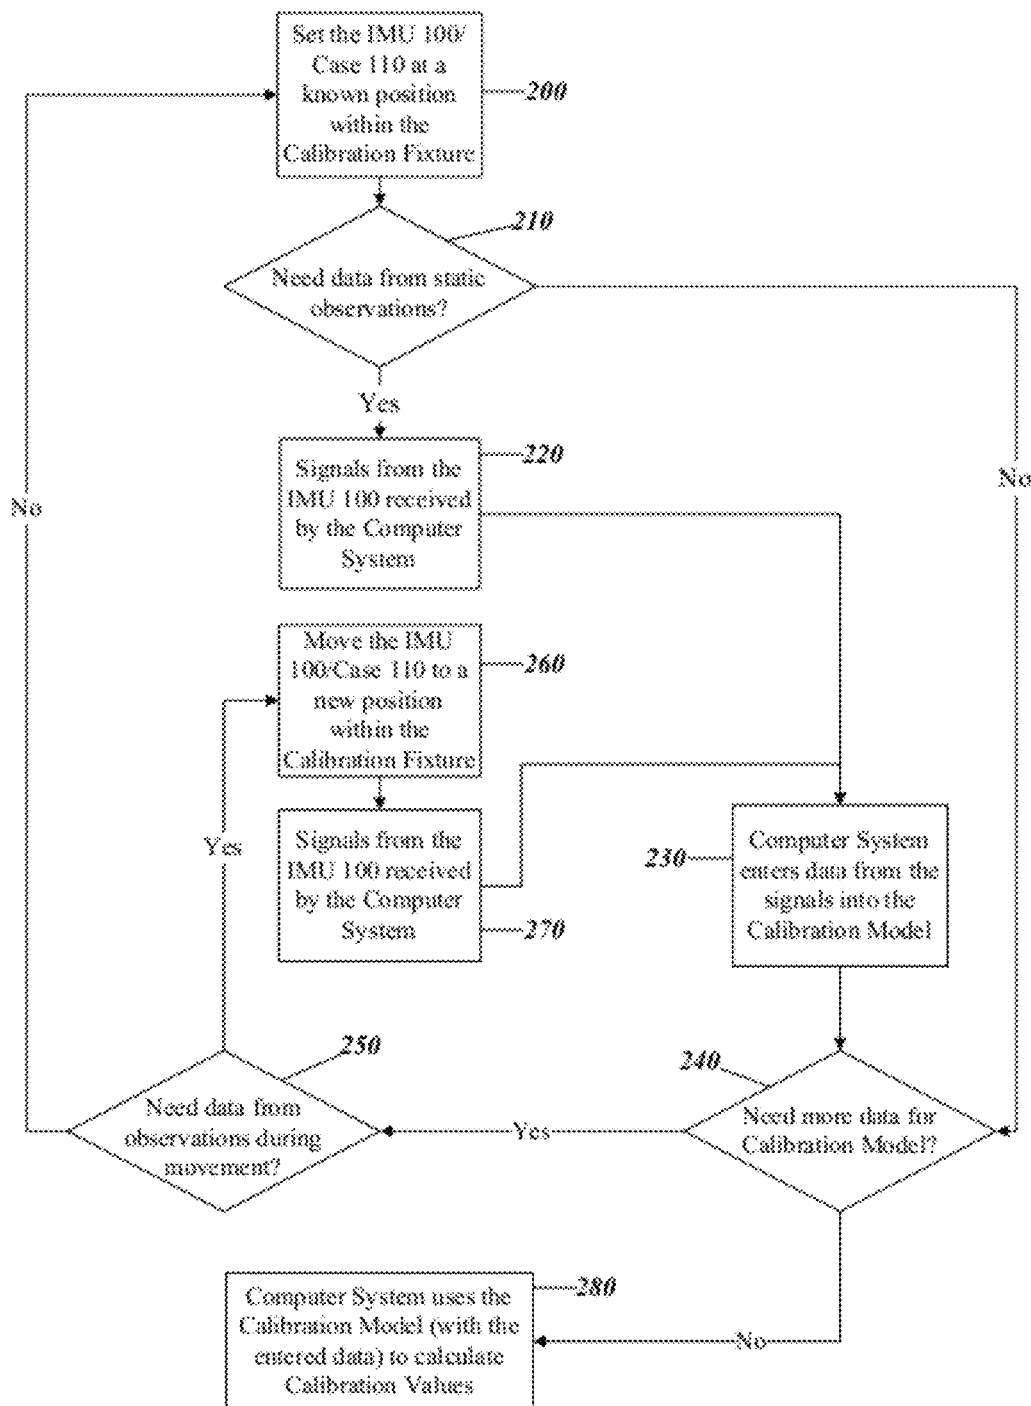 Set the IMU 100/
Case 110 at a
known position
within the
Calibration Fixture
200
210
Need data from static
observations?
Yes
No
No
220
Signals from the
IMU 100 received
by the Computer
System
Move the IMU
100/Case 110 to a
new position
within the
Calibration Fixture
260
Yes
Signals from the
IMU 100 received
by the Computer
System
270
230
Computer System
enters data from the
signals into the
Calibration Model
250
Need data from
observations during
movement?
Yes
240
Need more data for
Calibration Model?
No
280
Computer System uses the
Calibration Model (with the
entered data) to calculate
Calibration Values